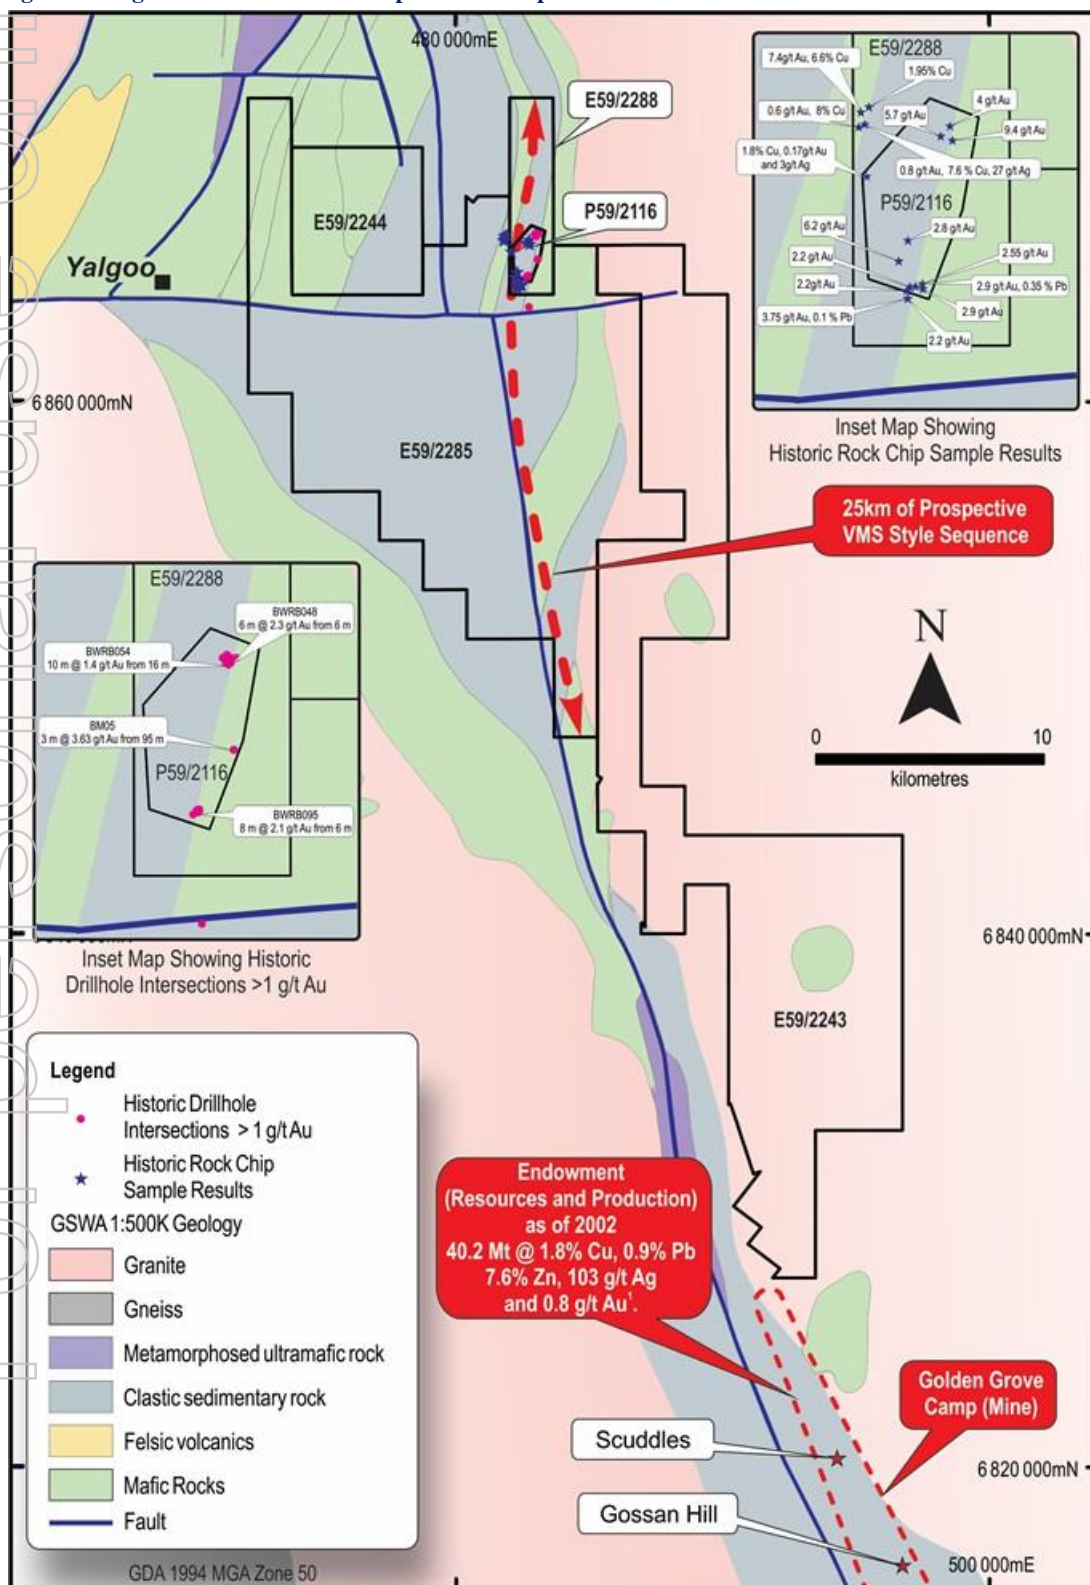 480 000mE
E59/2288
E59/2244
P59/2116
Yalgoo
6 860 000mN
E59/2285
E59/2288
7.4g/t Au, 6.6% Cu
1.95% Cu
0.6 g/t Au, 8% Cu
5.7 g/t Au
4 g/t Au
9.4 g/t Au
1.8% Cu, 0.17g/t Au
and 3g/t Ag
0.8 g/t Au, 7.6 % Cu, 27 g/t Ag
P59/2116
6.2 g/t Au
2.8 g/t Au
2.2 g/t Au
2.55 g/t Au
2.2g/t Au
2.9 g/t Au, 0.35 % Pb
3.75 g/t Au, 0.1 % Pb
2.9 g/t Au
2.2 g/t Au
Inset Map Showing
Historic Rock Chip Sample Results
25km of Prospective
VMS Style Sequence
E59/2288
BWRB048
6 m @ 2.3 g/t Au from 6 m
BWRB054
10 m @ 1.4 g/t Au from 16 m
BM05
3 m @ 3.63 g/t Au from 95 m
P59/2116
BWRB095
8 m @ 2.1 g/t Au from 6 m
Inset Map Showing Historic
Drillhole Intersections >1 g/t Au
N
0 10
kilometres
6 840 000mN
E59/2243
Legend
Historic Drillhole
Intersections > 1 g/t Au
Historic Rock Chip
Sample Results
GSWA 1:500K Geology
Granite
Gneiss
Metamorphosed ultramafic rock
Clastic sedimentary rock
Felsic volcanics
Mafic Rocks
Fault
GDA 1994 MGA Zone 50
Endowment
(Resources and Production)
as of 2002
40.2 Mt @ 1.8% Cu, 0.9% Pb
7.6% Zn, 103 g/t Ag
and 0.8 g/t Au¹.
Golden Grove
Camp (Mine)
Scuddles
Gossan Hill
6 820 000mN
500 000mE